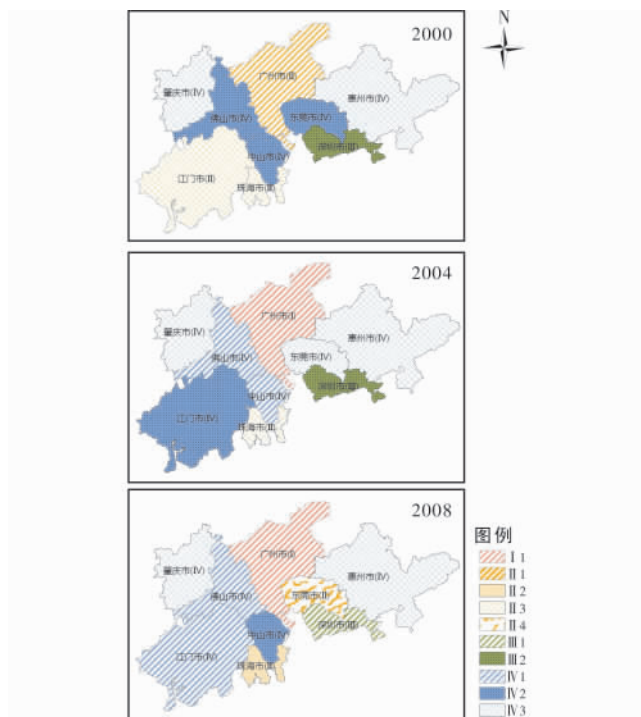 N
2000
广州市(Ⅱ)
肇庆市(Ⅳ)
惠州市(Ⅳ)
佛山市(Ⅳ)
东莞市(Ⅳ)
深圳市(Ⅲ)
中山市(Ⅳ)
江门市(Ⅱ)
珠海市(Ⅱ)
2004
广州市(Ⅰ)
肇庆市(Ⅳ)
惠州市(Ⅳ)
佛山市(Ⅳ)
东莞市(Ⅳ)
深圳市(Ⅲ)
中山市(Ⅳ)
江门市(Ⅳ)
珠海市(Ⅱ)
2008
广州市(Ⅰ)
肇庆市(Ⅳ)
惠州市(Ⅳ)
佛山市(Ⅳ)
东莞市(Ⅱ)
深圳市(Ⅲ)
中山市(Ⅳ)
江门市(Ⅳ)
珠海市(Ⅱ)
图例
Ⅰ1
Ⅱ1
Ⅱ2
Ⅱ3
Ⅱ4
Ⅲ1
Ⅲ2
Ⅳ1
Ⅳ2
Ⅳ3